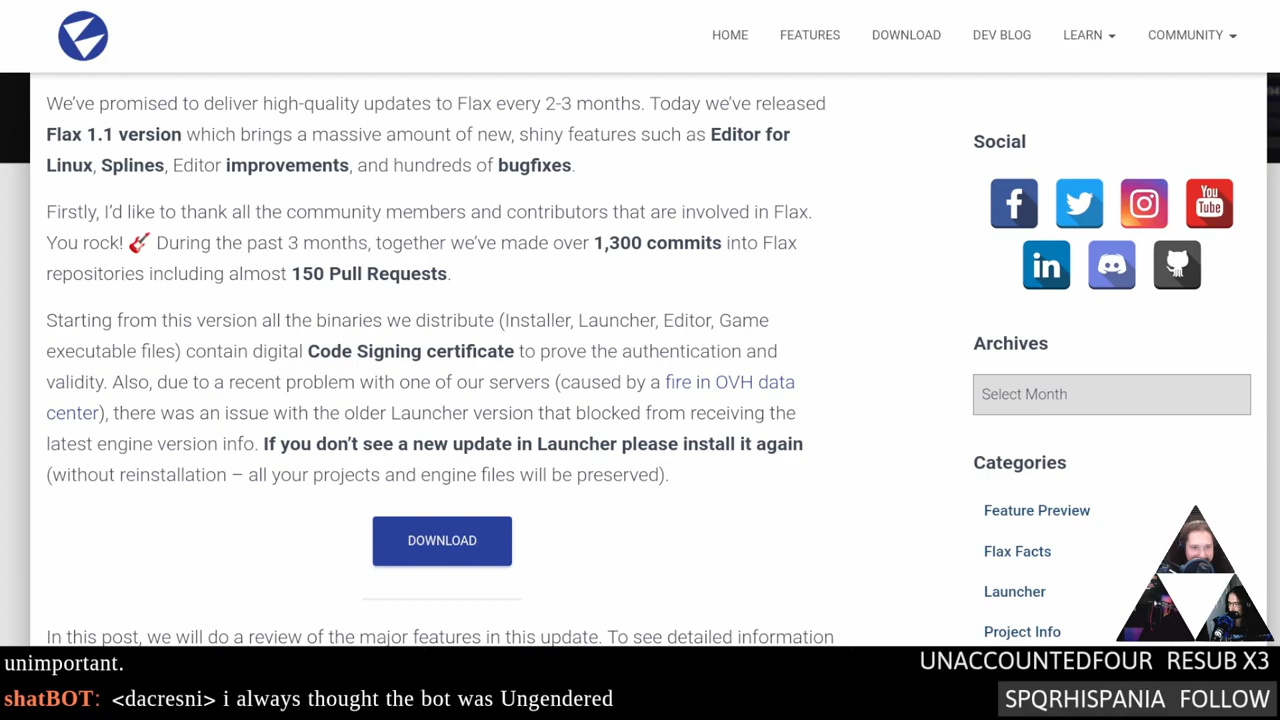 HOME FEATURES DOWNLOAD DEV BLOG LEARN COMMUNITY
We've promised to deliver high-quality updates to Flax every 2-3 months. Today we've released
Flax 1.1 version which brings a massive amount of new, shiny features such as Editor for
Linux, Splines, Editor improvements, and hundreds of bugfixes.
Firstly, I'd like to thank all the community members and contributors that are involved in Flax.
You rock! 🎸 During the past 3 months, together we've made over 1,300 commits into Flax
repositories including almost 150 Pull Requests.
Starting from this version all the binaries we distribute (Installer, Launcher, Editor, Game
executable files) contain digital Code Signing certificate to prove the authentication and
validity. Also, due to a recent problem with one of our servers (caused by a fire in OVH data
center), there was an issue with the older Launcher version that blocked from receiving the
latest engine version info. If you don't see a new update in Launcher please install it again
(without reinstallation – all your projects and engine files will be preserved).
DOWNLOAD
In this post, we will do a review of the major features in this update. To see detailed information
Social
f
You
Tube
in
Archives
Select Month
Categories
Feature Preview
Flax Facts
Launcher
Project Info
unimportant.
shatBOT: <dacresni> i always thought the bot was Ungendered
UNACCOUNTEDFOUR RESUB X3
SPQRHISPANIA FOLLOW